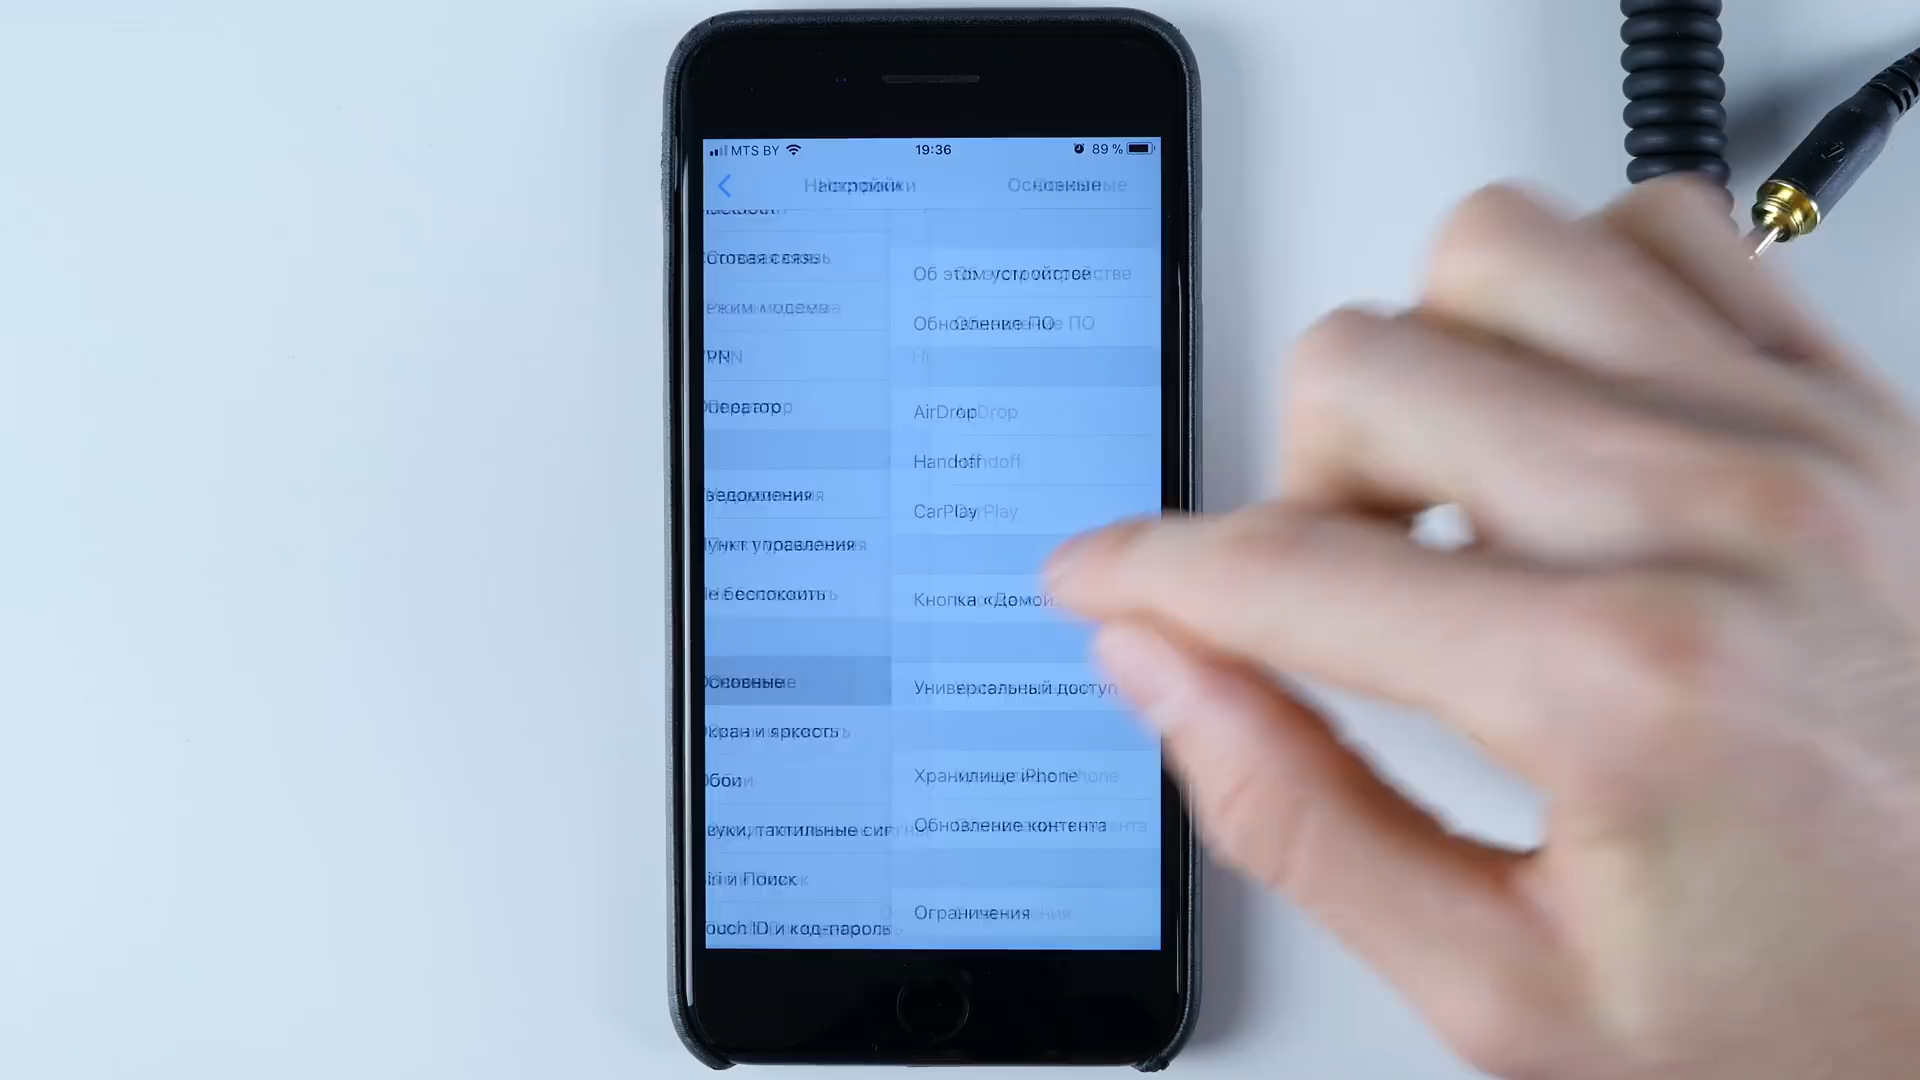 MTS BY 19:36 89 %
Настройки Основные
Bluetooth
Сотовая связь
Режим модема
VPN
Оператор
Уведомления
Пункт управления
Не беспокоить
Основные
Экран и яркость
Обои
Звуки, тактильные сиг
Siri и Поиск
Touch ID и код-пароль
Об этом устройстве
Обновление ПО
AirDrop
Handoff
CarPlay
Кнопка «Домой
Универсальный доступ
Хранилище iPhone
Обновление контента
Ограничения